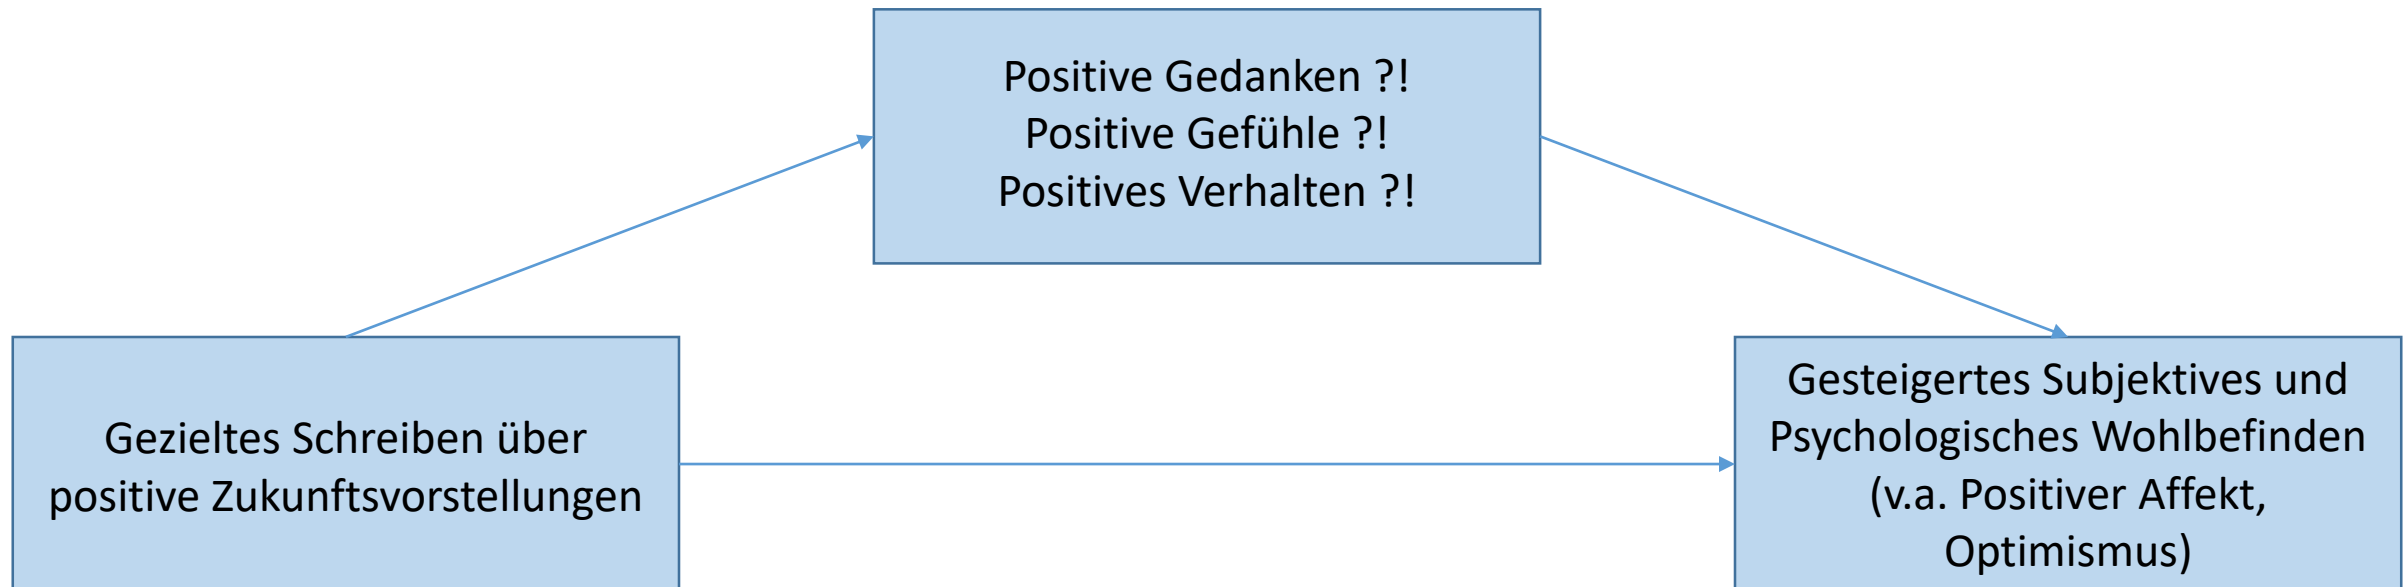 Positive Gedanken ?!
Positive Gefühle ?!
Positives Verhalten ?!
Gezieltes Schreiben über
positive Zukunftsvorstellungen
Gesteigertes Subjektives und
Psychologisches Wohlbefinden
(v.a. Positiver Affekt,
Optimismus)